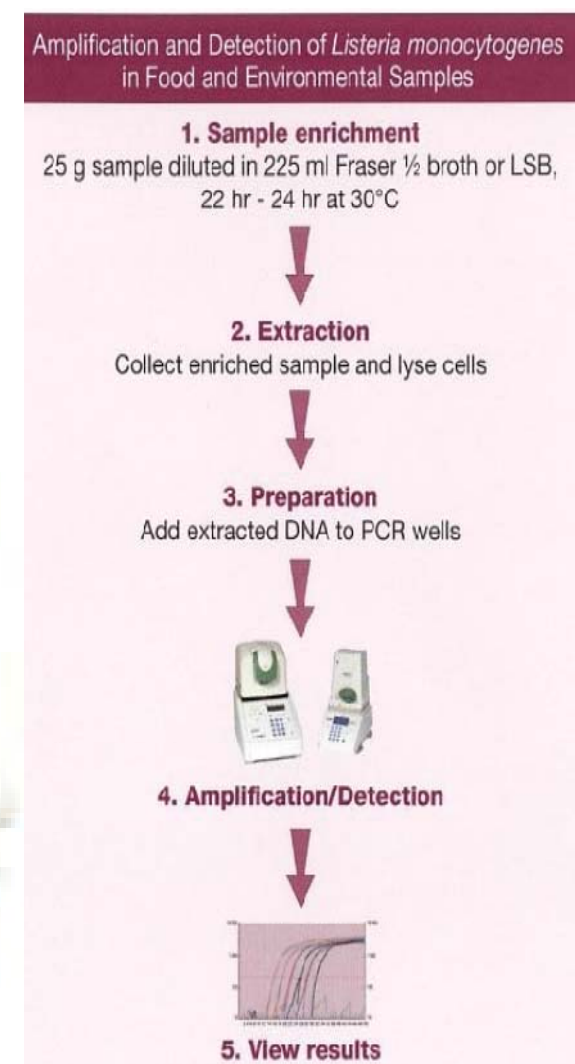 Amplification and Detection of Listeria monocytogenes
in Food and Environmental Samples
1. Sample enrichment
25 g sample diluted in 225 ml Fraser ½ broth or LSB,
22 hr - 24 hr at 30°C
2. Extraction
Collect enriched sample and lyse cells
3. Preparation
Add extracted DNA to PCR wells
4. Amplification/Detection
5. View results